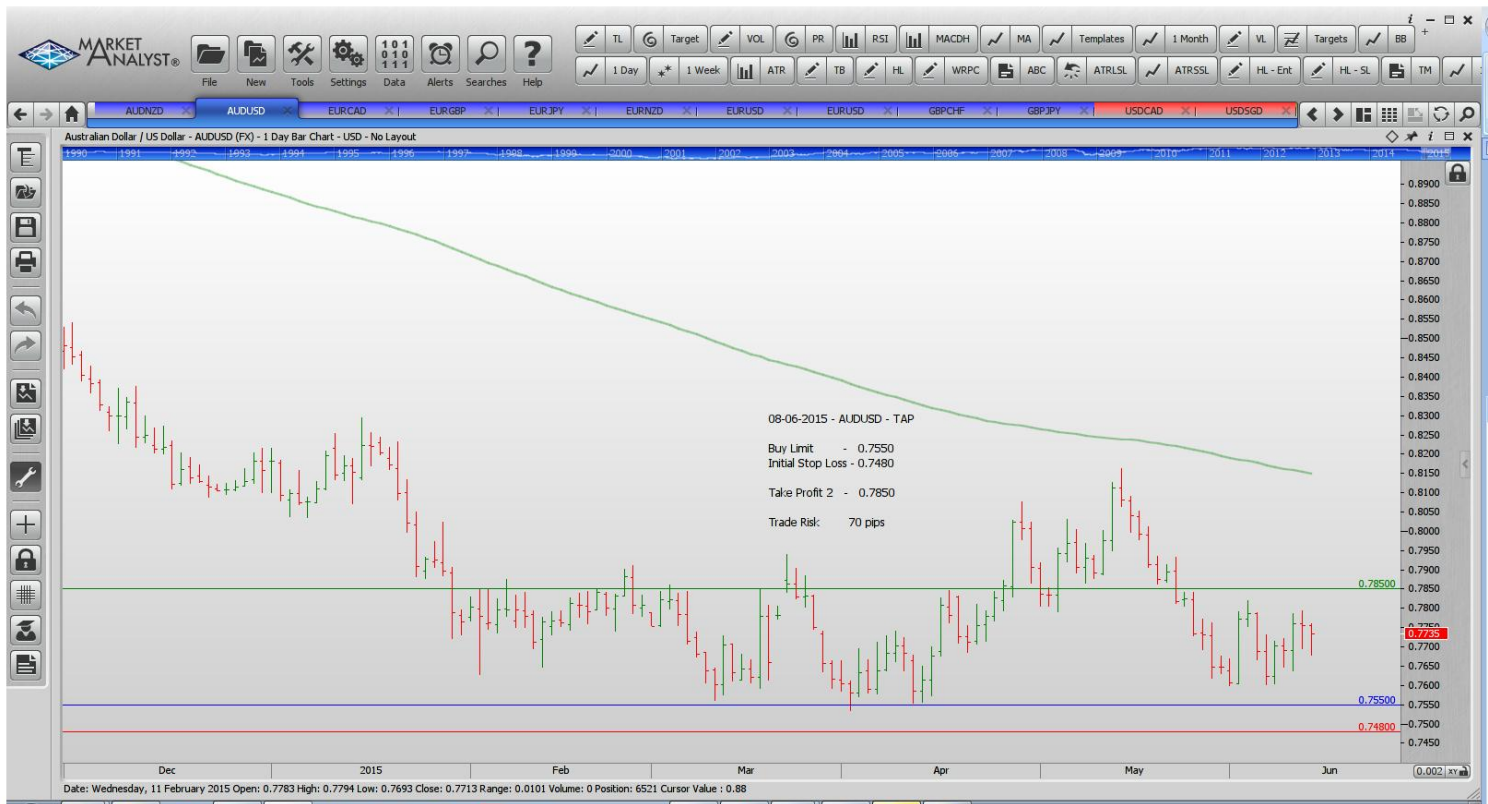 i
MARKET ANALYST®
File New Tools Settings Data Alerts Searches Help
101
010
111
TL Target VOL PR RSI MACDH MA Templates 1 Month VL Targets BB
1 Day 1 Week ATR TB HL WRPC ABC ATRLSL ATRSSL HL - Ent HL - SL TM
AUDNZD AUDUSD EURCAD EURGBP EURJPY EURNZD EURUSD EURUSD GBPCHF GBPJPY USDCAD USDSGD
Australian Dollar / US Dollar - AUDUSD (FX) - 1 Day Bar Chart - USD - No Layout
1990 1991 1992 1993 1994 1995 1996 1997 1998 1999 2000 2001 2002 2003 2004 2005 2006 2007 2008 2009 2010 2011 2012 2013 2014 2015
0.8900
0.8850
0.8800
0.8750
0.8700
0.8650
0.8600
0.8550
0.8500
0.8450
0.8400
0.8350
0.8300
0.8250
0.8200
0.8150
0.8100
0.8050
0.8000
0.7950
0.7900
0.7850
0.7800
0.7750
0.7735
0.7700
0.7650
0.7600
0.7550
0.7500
0.7450
08-06-2015 - AUDUSD - TAP
Buy Limit - 0.7550
Initial Stop Loss - 0.7480
Take Profit 2 - 0.7850
Trade Risk 70 pips
0.78500
0.75500
0.74800
Dec 2015 Feb Mar Apr May Jun
0.002 XY
Date: Wednesday, 11 February 2015 Open: 0.7783 High: 0.7794 Low: 0.7693 Close: 0.7713 Range: 0.0101 Volume: 0 Position: 6521 Cursor Value : 0.88